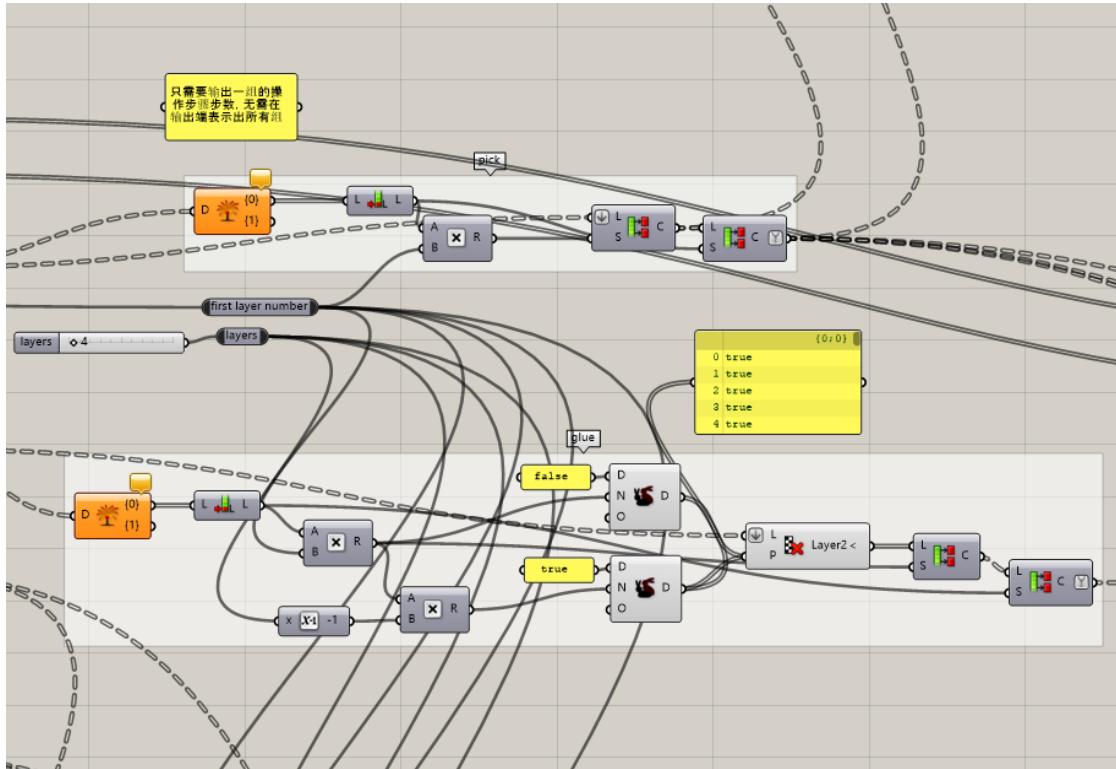 只需要输出一组的操
作步骤步数，无需在
输出端表示出所有组
pick
D {0}
{1}
L L
A
B
R
L
S
C
L
S
C
first layer number
layers 4
layers
{0;0}
0 true
1 true
2 true
3 true
4 true
glue
false
D
N
O
D
D {0}
{1}
L L
A
B
R
L
P
Layer2 <
L
S
C
L
S
C
true
D
N
O
D
x X-1 -1
A
B
R